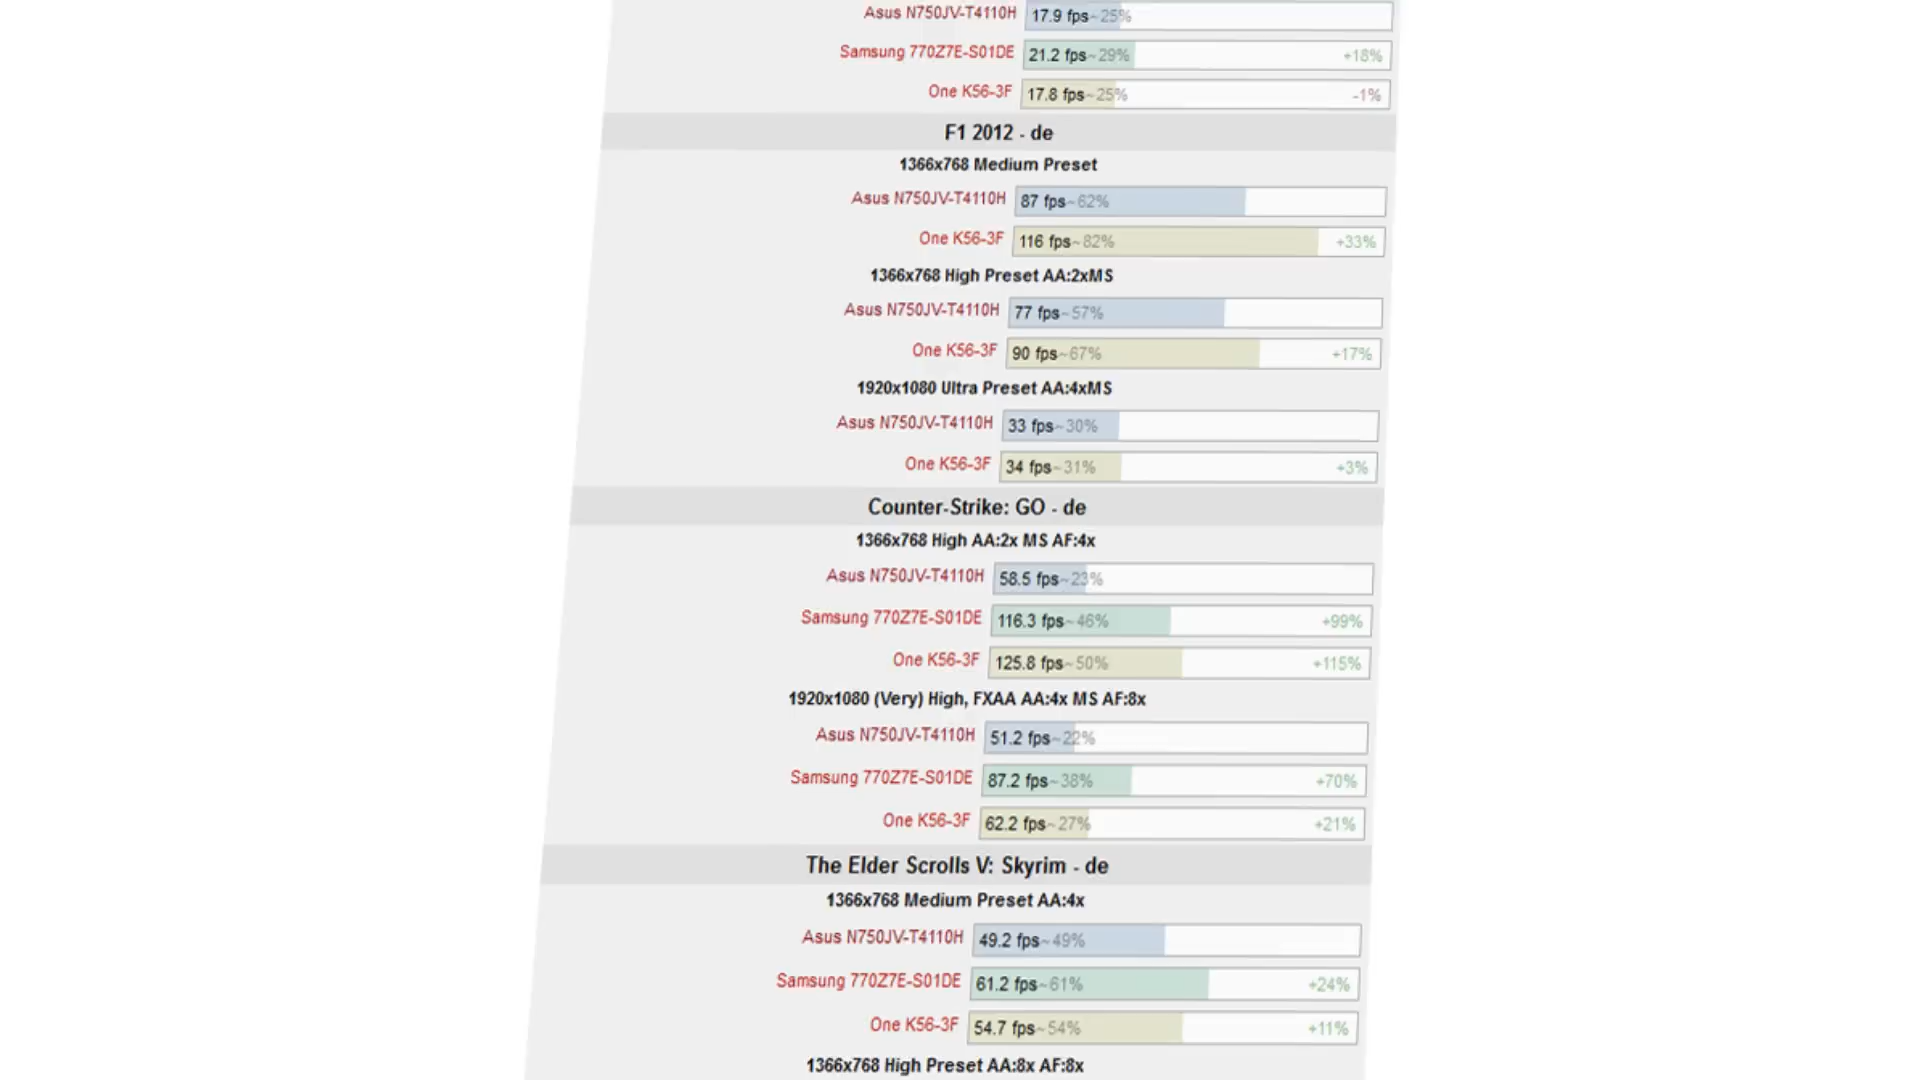 Asus N750JV-T4110H 17.9 fps ~ 25%
Samsung 770Z7E-S01DE 21.2 fps ~ 29% +18%
One K56-3F 17.8 fps ~ 25% -1%
F1 2012 - de
1366x768 Medium Preset
Asus N750JV-T4110H 87 fps ~ 62%
One K56-3F 116 fps ~ 82% +33%
1366x768 High Preset AA:2xMS
Asus N750JV-T4110H 77 fps ~ 57%
One K56-3F 90 fps ~ 67% +17%
1920x1080 Ultra Preset AA:4xMS
Asus N750JV-T4110H 33 fps ~ 30%
One K56-3F 34 fps ~ 31% +3%
Counter-Strike: GO - de
1366x768 High AA:2x MS AF:4x
Asus N750JV-T4110H 58.5 fps ~ 23%
Samsung 770Z7E-S01DE 116.3 fps ~ 46% +99%
One K56-3F 125.8 fps ~ 50% +115%
1920x1080 (Very) High, FXAA AA:4x MS AF:8x
Asus N750JV-T4110H 51.2 fps ~ 22%
Samsung 770Z7E-S01DE 87.2 fps ~ 38% +70%
One K56-3F 62.2 fps ~ 27% +21%
The Elder Scrolls V: Skyrim - de
1366x768 Medium Preset AA:4x
Asus N750JV-T4110H 49.2 fps ~ 49%
Samsung 770Z7E-S01DE 61.2 fps ~ 61% +24%
One K56-3F 54.7 fps ~ 54% +11%
1366x768 High Preset AA:8x AF:8x